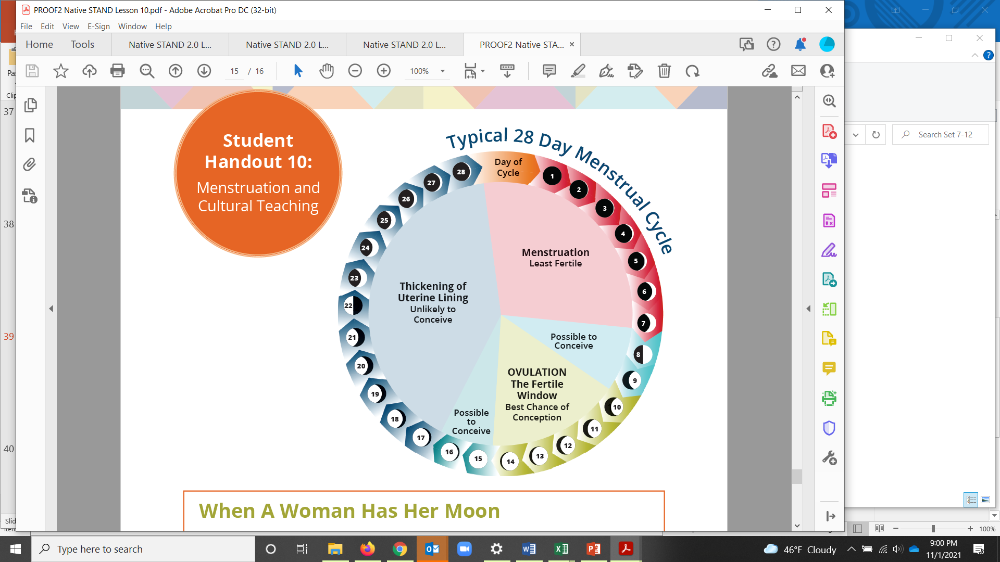 PROOF2 Native STAND Lesson 10.pdf - Adobe Acrobat Pro DC (32-bit)
File Edit View E-Sign Window Help
Home Tools Native STAND 2.0 L... Native STAND 2.0 L... Native STAND 2.0 L... PROOF2 Native STA... ×
15 / 16 100%
Clip
37
38
39
40
Search Set 7-12
Student
Handout 10:
Menstruation and
Cultural Teaching
Typical 28 Day Menstrual Cycle
Day of
Cycle
1
2
3
4
5
6
7
8
9
10
11
12
13
14
15
16
17
18
19
20
21
22
23
24
25
26
27
28
Menstruation
Least Fertile
Possible to
Conceive
OVULATION
The Fertile
Window
Best Chance of
Conception
Possible
to
Conceive
Thickening of
Uterine Lining
Unlikely to
Conceive
When A Woman Has Her Moon
Slid
100%
Type here to search
46°F Cloudy
9:00 PM
11/1/2021